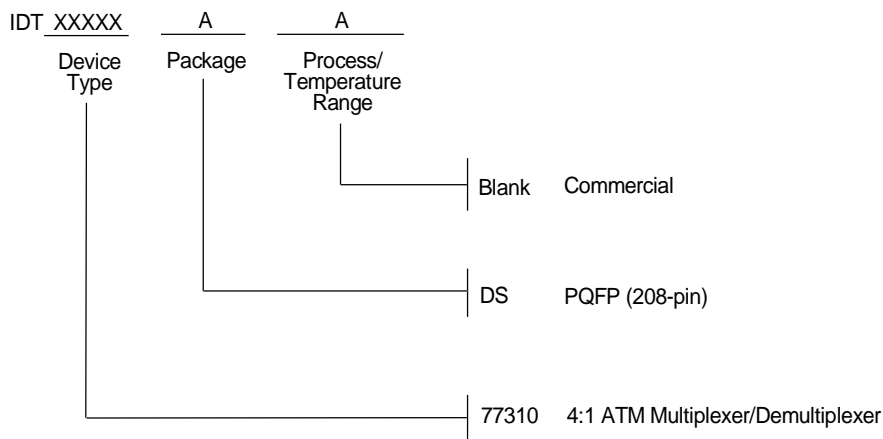 IDT XXXXX A A
Device Type
Package
Process/
Temperature
Range
Blank Commercial
DS PQFP (208-pin)
77310 4:1 ATM Multiplexer/Demultiplexer